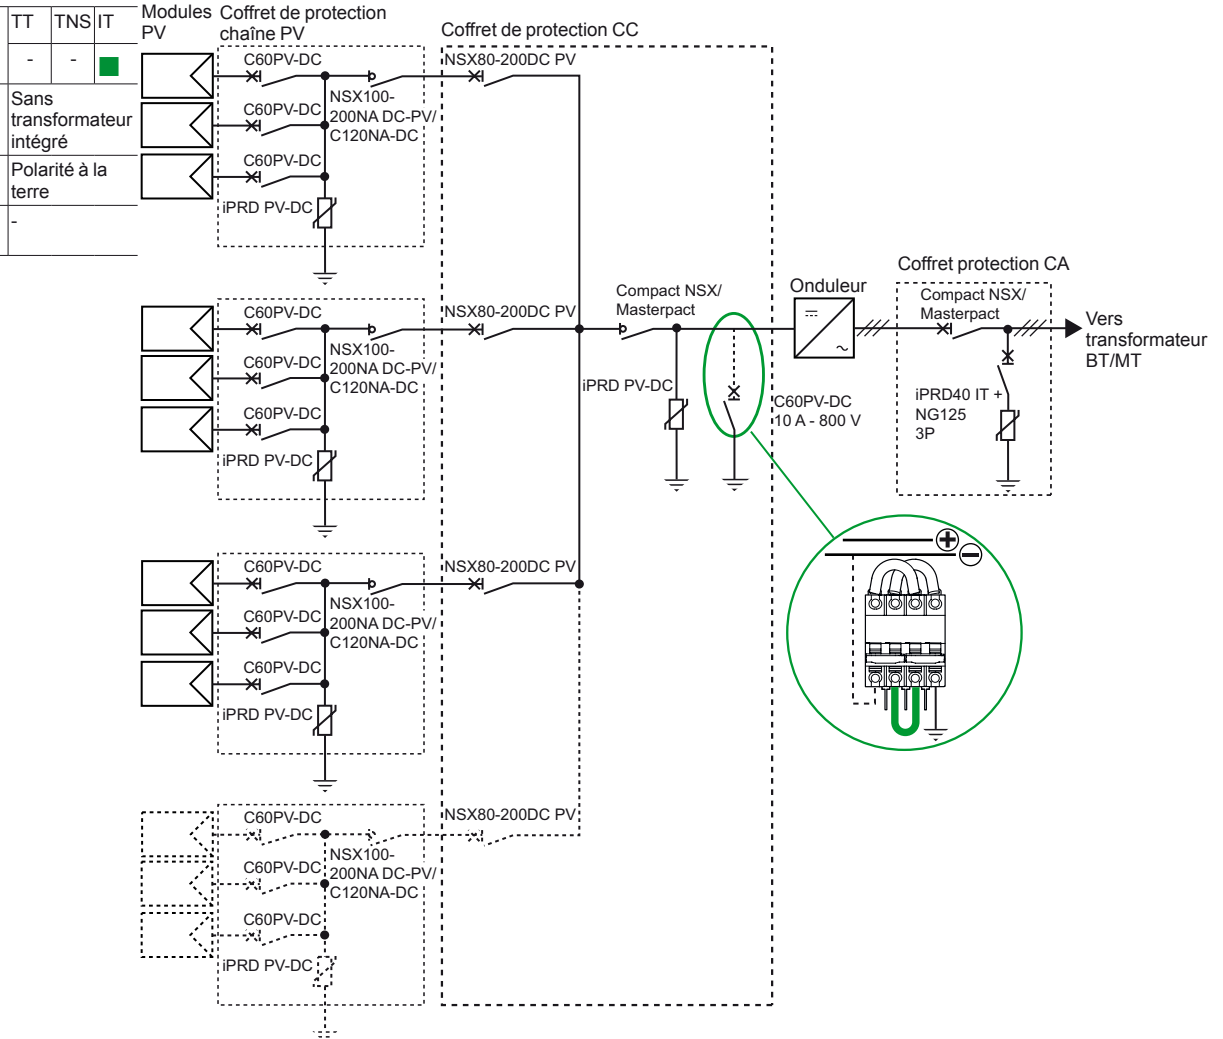 TT TNS IT
- -
Sans
transformateur
intégré
Polarité à la
terre
-
Modules
PV
Coffret de protection
chaîne PV
Coffret de protection CC
C60PV-DC
C60PV-DC
C60PV-DC
NSX100-
200NA DC-PV/
C120NA-DC
iPRD PV-DC
NSX80-200DC PV
C60PV-DC
C60PV-DC
C60PV-DC
NSX100-
200NA DC-PV/
C120NA-DC
iPRD PV-DC
NSX80-200DC PV
C60PV-DC
C60PV-DC
C60PV-DC
NSX100-
200NA DC-PV/
C120NA-DC
iPRD PV-DC
NSX80-200DC PV
C60PV-DC
C60PV-DC
C60PV-DC
NSX100-
200NA DC-PV/
C120NA-DC
iPRD PV-DC
NSX80-200DC PV
Compact NSX/
Masterpact
iPRD PV-DC
C60PV-DC
10 A - 800 V
Onduleur
Coffret protection CA
Compact NSX/
Masterpact
iPRD40 IT +
NG125
3P
Vers
transformateur
BT/MT
+
−